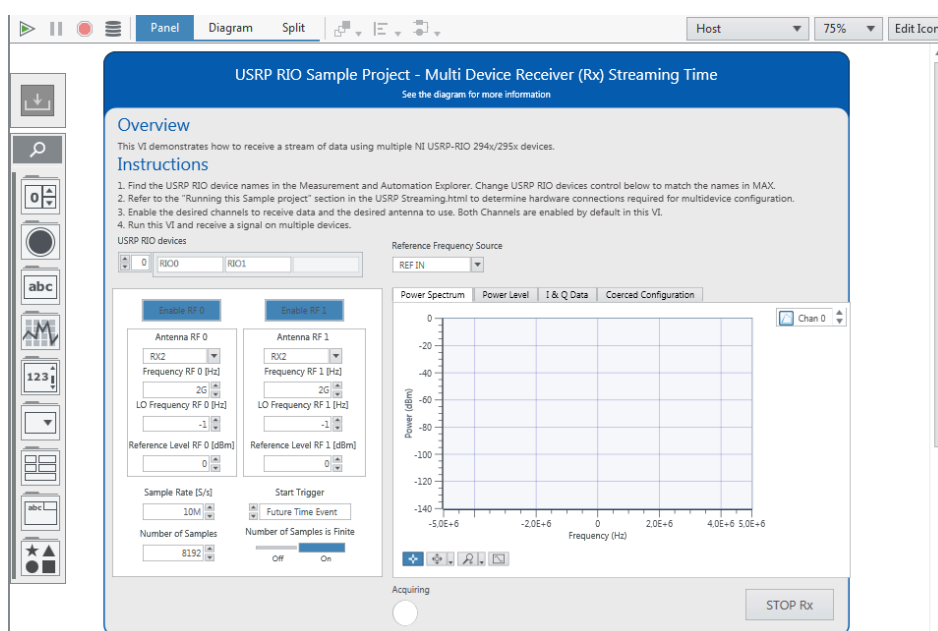 Panel Diagram Split Host 75% Edit Icon
USRP RIO Sample Project - Multi Device Receiver (Rx) Streaming Time
See the diagram for more information
Overview
This VI demonstrates how to receive a stream of data using multiple NI USRP-RIO 294x/295x devices.
Instructions
1. Find the USRP RIO device names in the Measurement and Automation Explorer. Change USRP RIO devices control below to match the names in MAX.
2. Refer to the "Running this Sample project" section in the USRP Streaming.html to determine hardware connections required for multidevice configuration.
3. Enable the desired channels to receive data and the desired antenna to use. Both Channels are enabled by default in this VI.
4. Run this VI and receive a signal on multiple devices.
USRP RIO devices
0 RIO0 RIO1
Reference Frequency Source
REF IN
Enable RF 0 Enable RF 1
Antenna RF 0 Antenna RF 1
RX2 RX2
Frequency RF 0 [Hz] Frequency RF 1 [Hz]
2G 2G
LO Frequency RF 0 [Hz] LO Frequency RF 1 [Hz]
-1 -1
Reference Level RF 0 [dBm] Reference Level RF 1 [dBm]
0 0
Sample Rate [S/s] Start Trigger
10M Future Time Event
Number of Samples Number of Samples is Finite
8192
Off On
Power Spectrum Power Level I & Q Data Coerced Configuration
Chan 0
Power (dBm)
0
-20
-40
-60
-80
-100
-120
-140
-5,0E+6 -2,0E+6 0 2,0E+6 4,0E+6 5,0E+6
Frequency (Hz)
Acquiring
STOP Rx
0
abc
123
abc